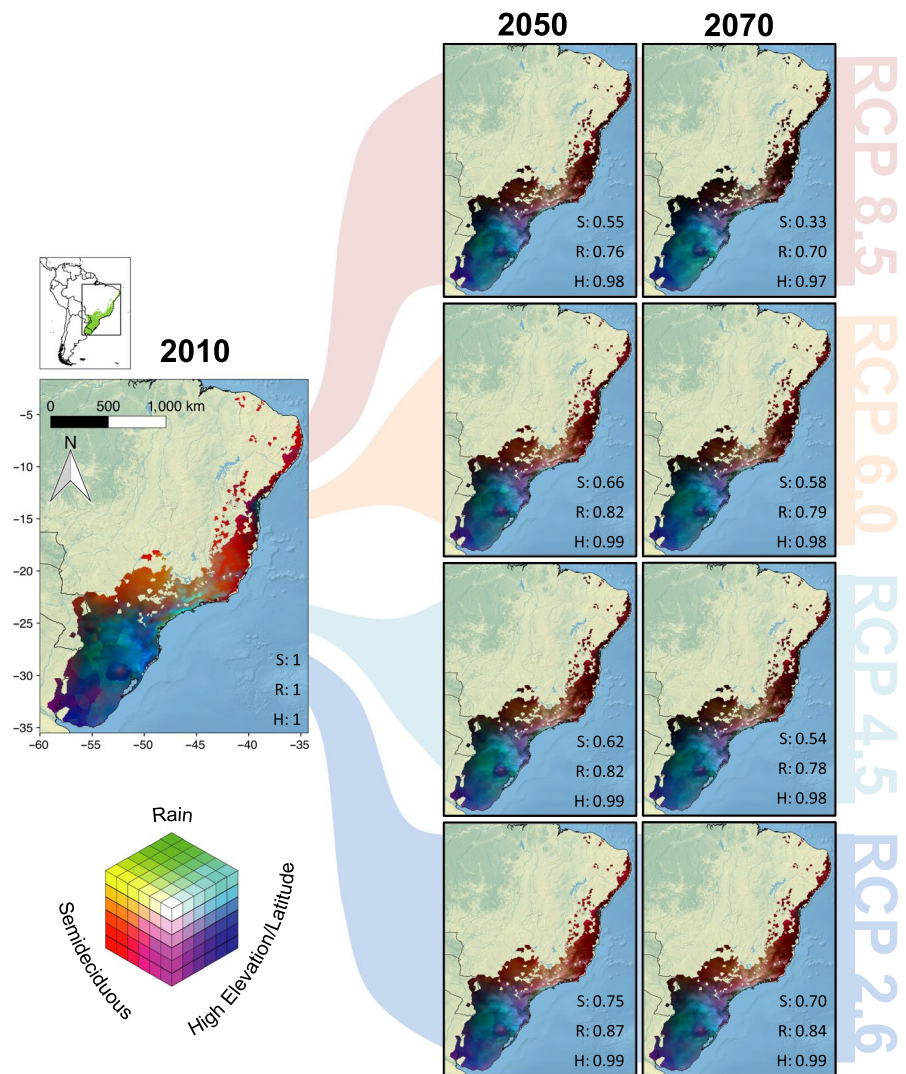 2050
2070
RCP 8.5
S: 0.55
R: 0.76
H: 0.98
S: 0.33
R: 0.70
H: 0.97
RCP 6.0
S: 0.66
R: 0.82
H: 0.99
S: 0.58
R: 0.79
H: 0.98
2010
0 500 1,000 km
N
−5
−10
−15
−20
−25
−30
−35
−60 −55 −50 −45 −40 −35
S: 1
R: 1
H: 1
RCP 4.5
S: 0.62
R: 0.82
H: 0.99
S: 0.54
R: 0.78
H: 0.98
RCP 2.6
S: 0.75
R: 0.87
H: 0.99
S: 0.70
R: 0.84
H: 0.99
Rain
Semideciduous
High Elevation/Latitude